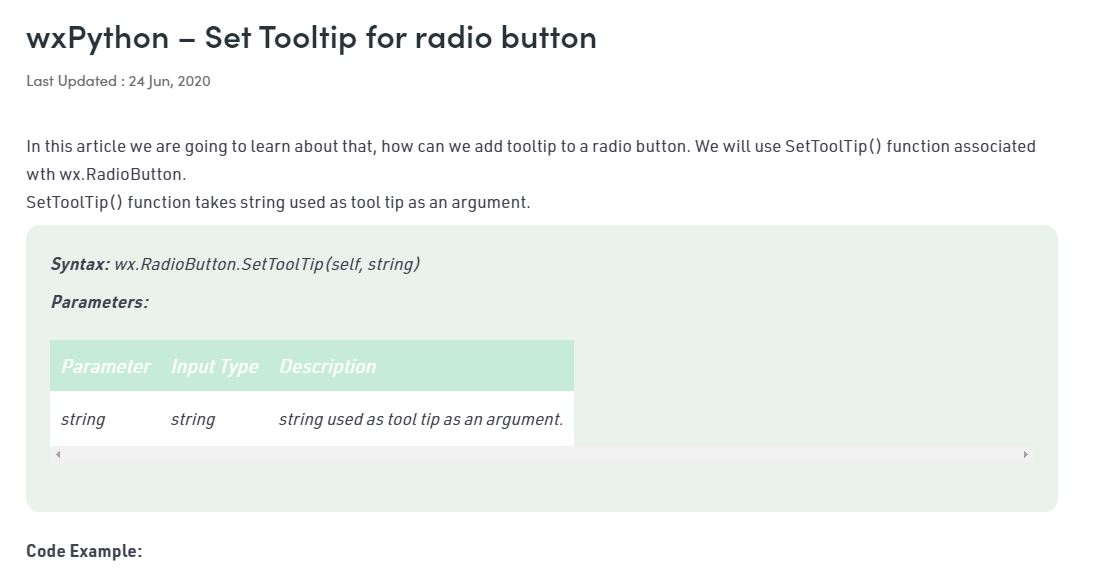 wxPython – Set Tooltip for radio button
Last Updated : 24 Jun, 2020
In this article we are going to learn about that, how can we add tooltip to a radio button. We will use SetToolTip() function associated
wth wx.RadioButton.
SetToolTip() function takes string used as tool tip as an argument.
Syntax: wx.RadioButton.SetToolTip(self, string)
Parameters:
Parameter Input Type Description
string string string used as tool tip as an argument.
Code Example: